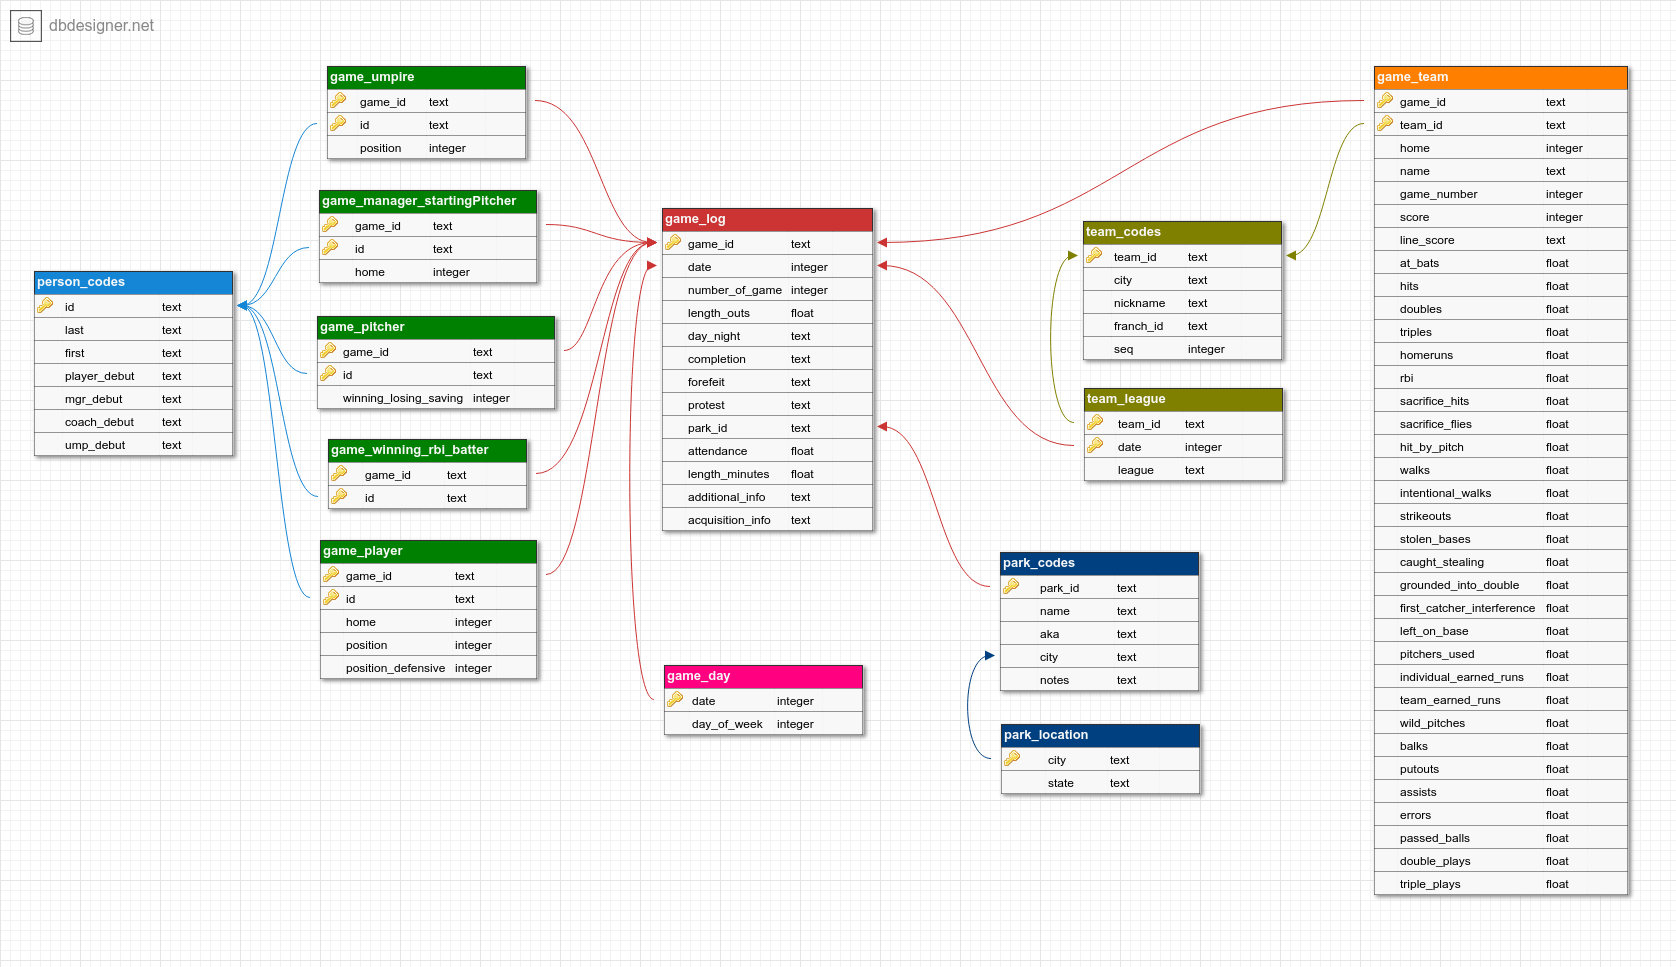 dbdesigner.net
game_umpire
game_id text
id text
position integer
game_manager_startingPitcher
game_id text
id text
home integer
person_codes
id text
last text
first text
player_debut text
mgr_debut text
coach_debut text
ump_debut text
game_pitcher
game_id text
id text
winning_losing_saving integer
game_winning_rbi_batter
game_id text
id text
game_player
game_id text
id text
home integer
position integer
position_defensive integer
game_log
game_id text
date integer
number_of_game integer
length_outs float
day_night text
completion text
forefeit text
protest text
park_id text
attendance float
length_minutes float
additional_info text
acquisition_info text
game_day
date integer
day_of_week integer
team_codes
team_id text
city text
nickname text
franch_id text
seq integer
team_league
team_id text
date integer
league text
park_codes
park_id text
name text
aka text
city text
notes text
park_location
city text
state text
game_team
game_id text
team_id text
home integer
name text
game_number integer
score integer
line_score text
at_bats float
hits float
doubles float
triples float
homeruns float
rbi float
sacrifice_hits float
sacrifice_flies float
hit_by_pitch float
walks float
intentional_walks float
strikeouts float
stolen_bases float
caught_stealing float
grounded_into_double float
first_catcher_interference float
left_on_base float
pitchers_used float
individual_earned_runs float
team_earned_runs float
wild_pitches float
balks float
putouts float
assists float
errors float
passed_balls float
double_plays float
triple_plays float